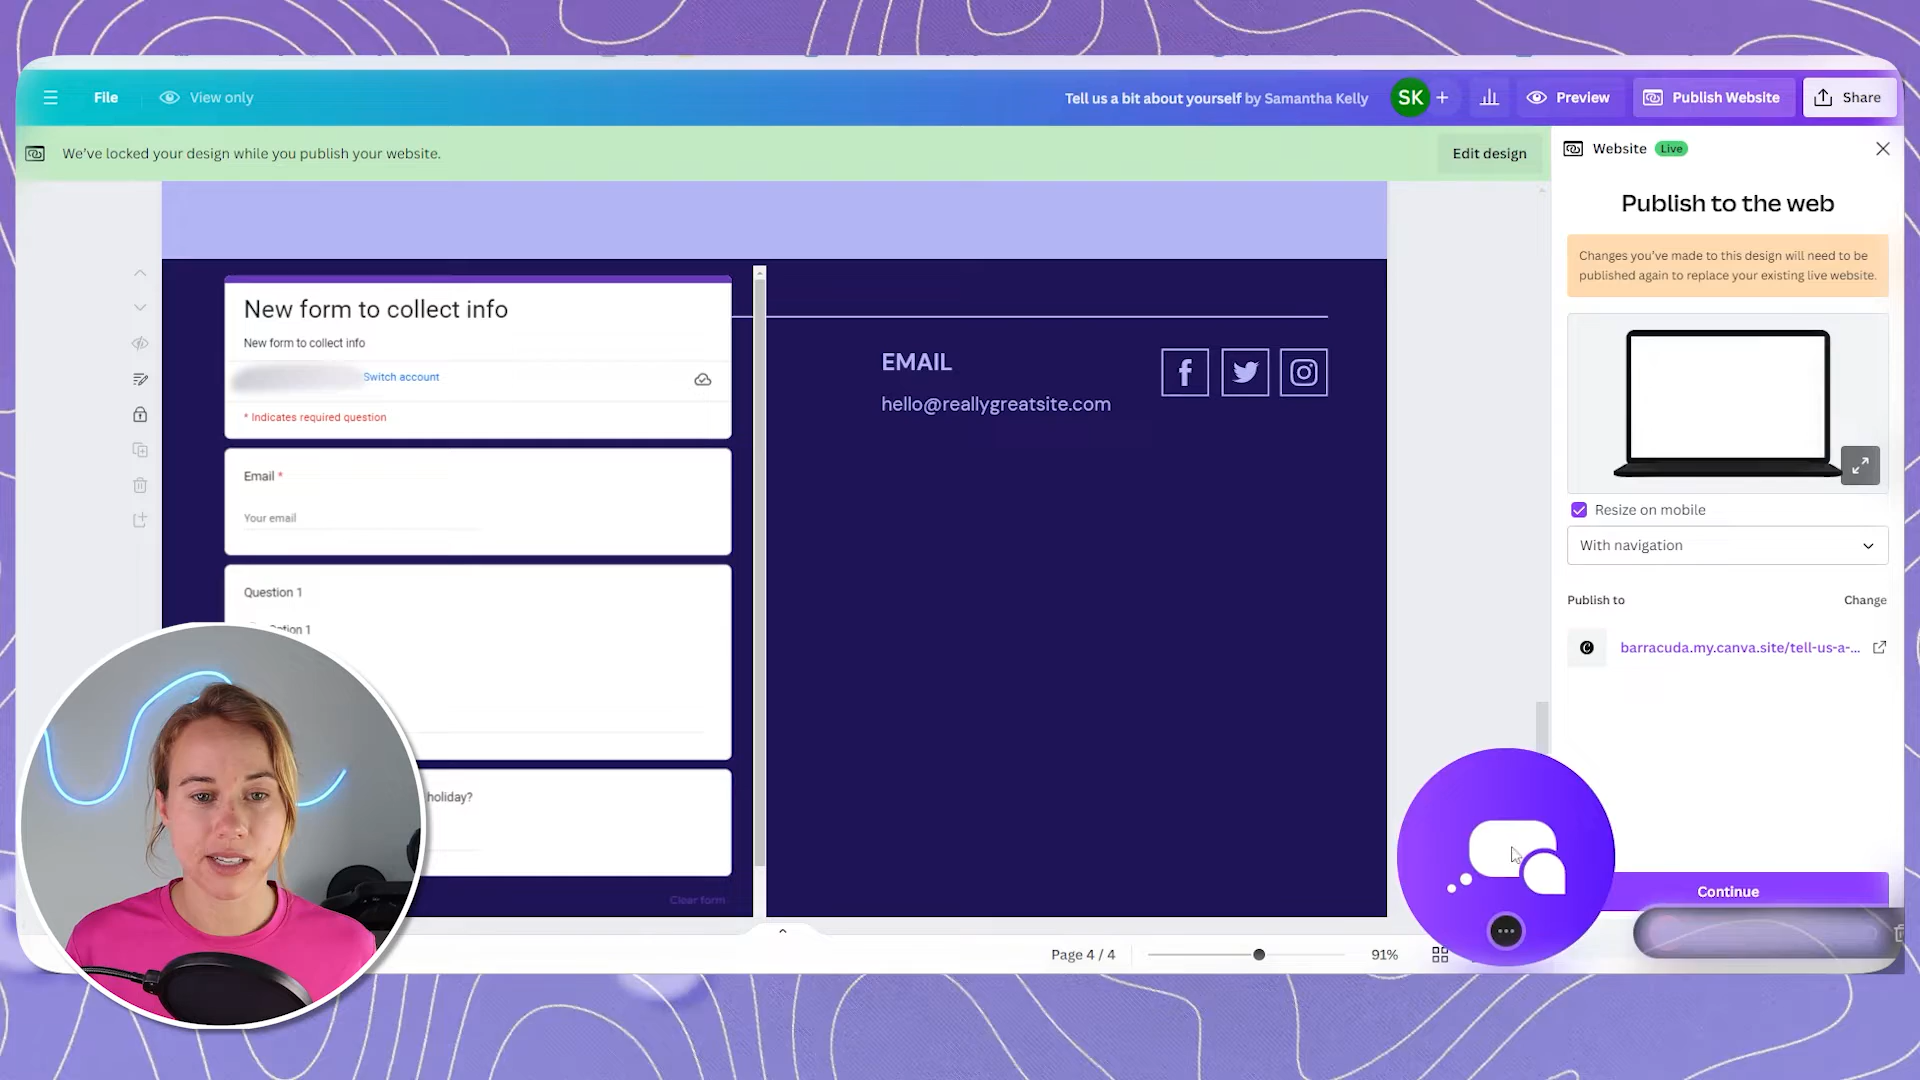 File
View only
Tell us a bit about yourself by Samantha Kelly
SK
Preview
Publish Website
Share
We've locked your design while you publish your website.
Edit design
Website
Live
Publish to the web
Changes you've made to this design will need to be
published again to replace your existing live website.
New form to collect info
New form to collect info
Switch account
* Indicates required question
Email *
Your email
Question 1
Option 1
holiday?
Clear form
EMAIL
hello@reallygreatsite.com
Resize on mobile
With navigation
Publish to
Change
barracuda.my.canva.site/tell-us-a-...
Continue
Page 4 / 4
91%